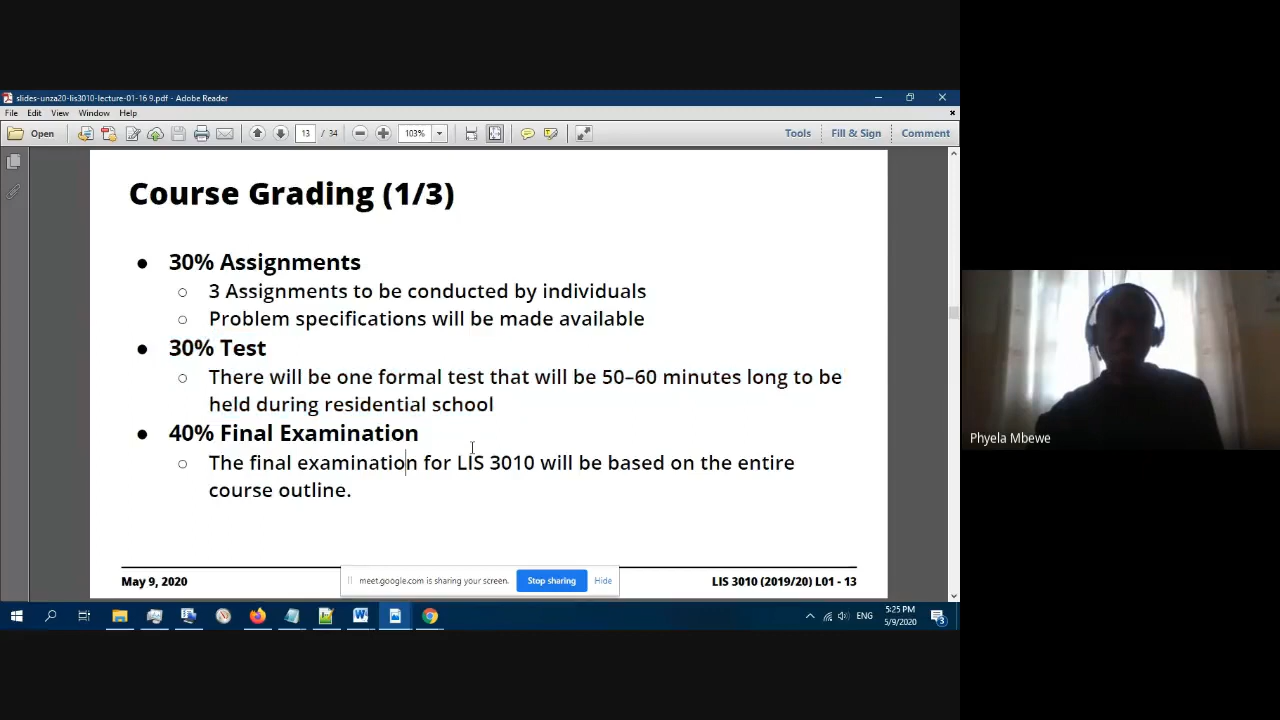 slides-unza20-lis3010-lecture-01-16 9.pdf - Adobe Reader
File Edit View Window Help
Open 13 / 34 103% Tools Fill & Sign Comment
Course Grading (1/3)
● 30% Assignments
○ 3 Assignments to be conducted by individuals
○ Problem specifications will be made available
● 30% Test
○ There will be one formal test that will be 50–60 minutes long to be
held during residential school
● 40% Final Examination
○ The final examination for LIS 3010 will be based on the entire
course outline.
May 9, 2020
LIS 3010 (2019/20) L01 - 13
meet.google.com is sharing your screen. Stop sharing Hide
ENG
5:25 PM
5/9/2020
3
Phyela Mbewe